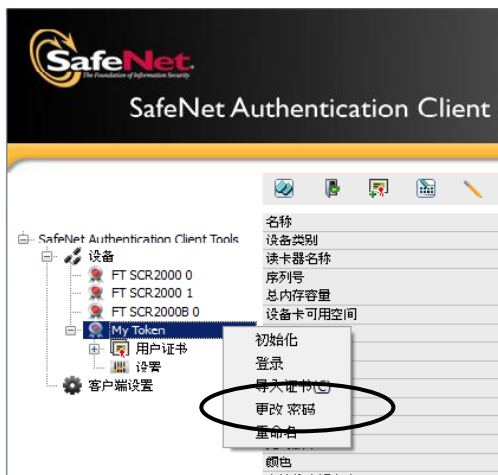 SafeNet.
The Foundation of Information Security
SafeNet Authentication Client
SafeNet Authentication Client Tools
设备
FT SCR2000 0
FT SCR2000 1
FT SCR2000B 0
My Token
用户证书
设置
客户端设置
名称
设备类别
读卡器名称
序列号
总内存容量
设备卡可用空间
初始化
登录
导入证书(C)
更改 密码
重命名
颜色